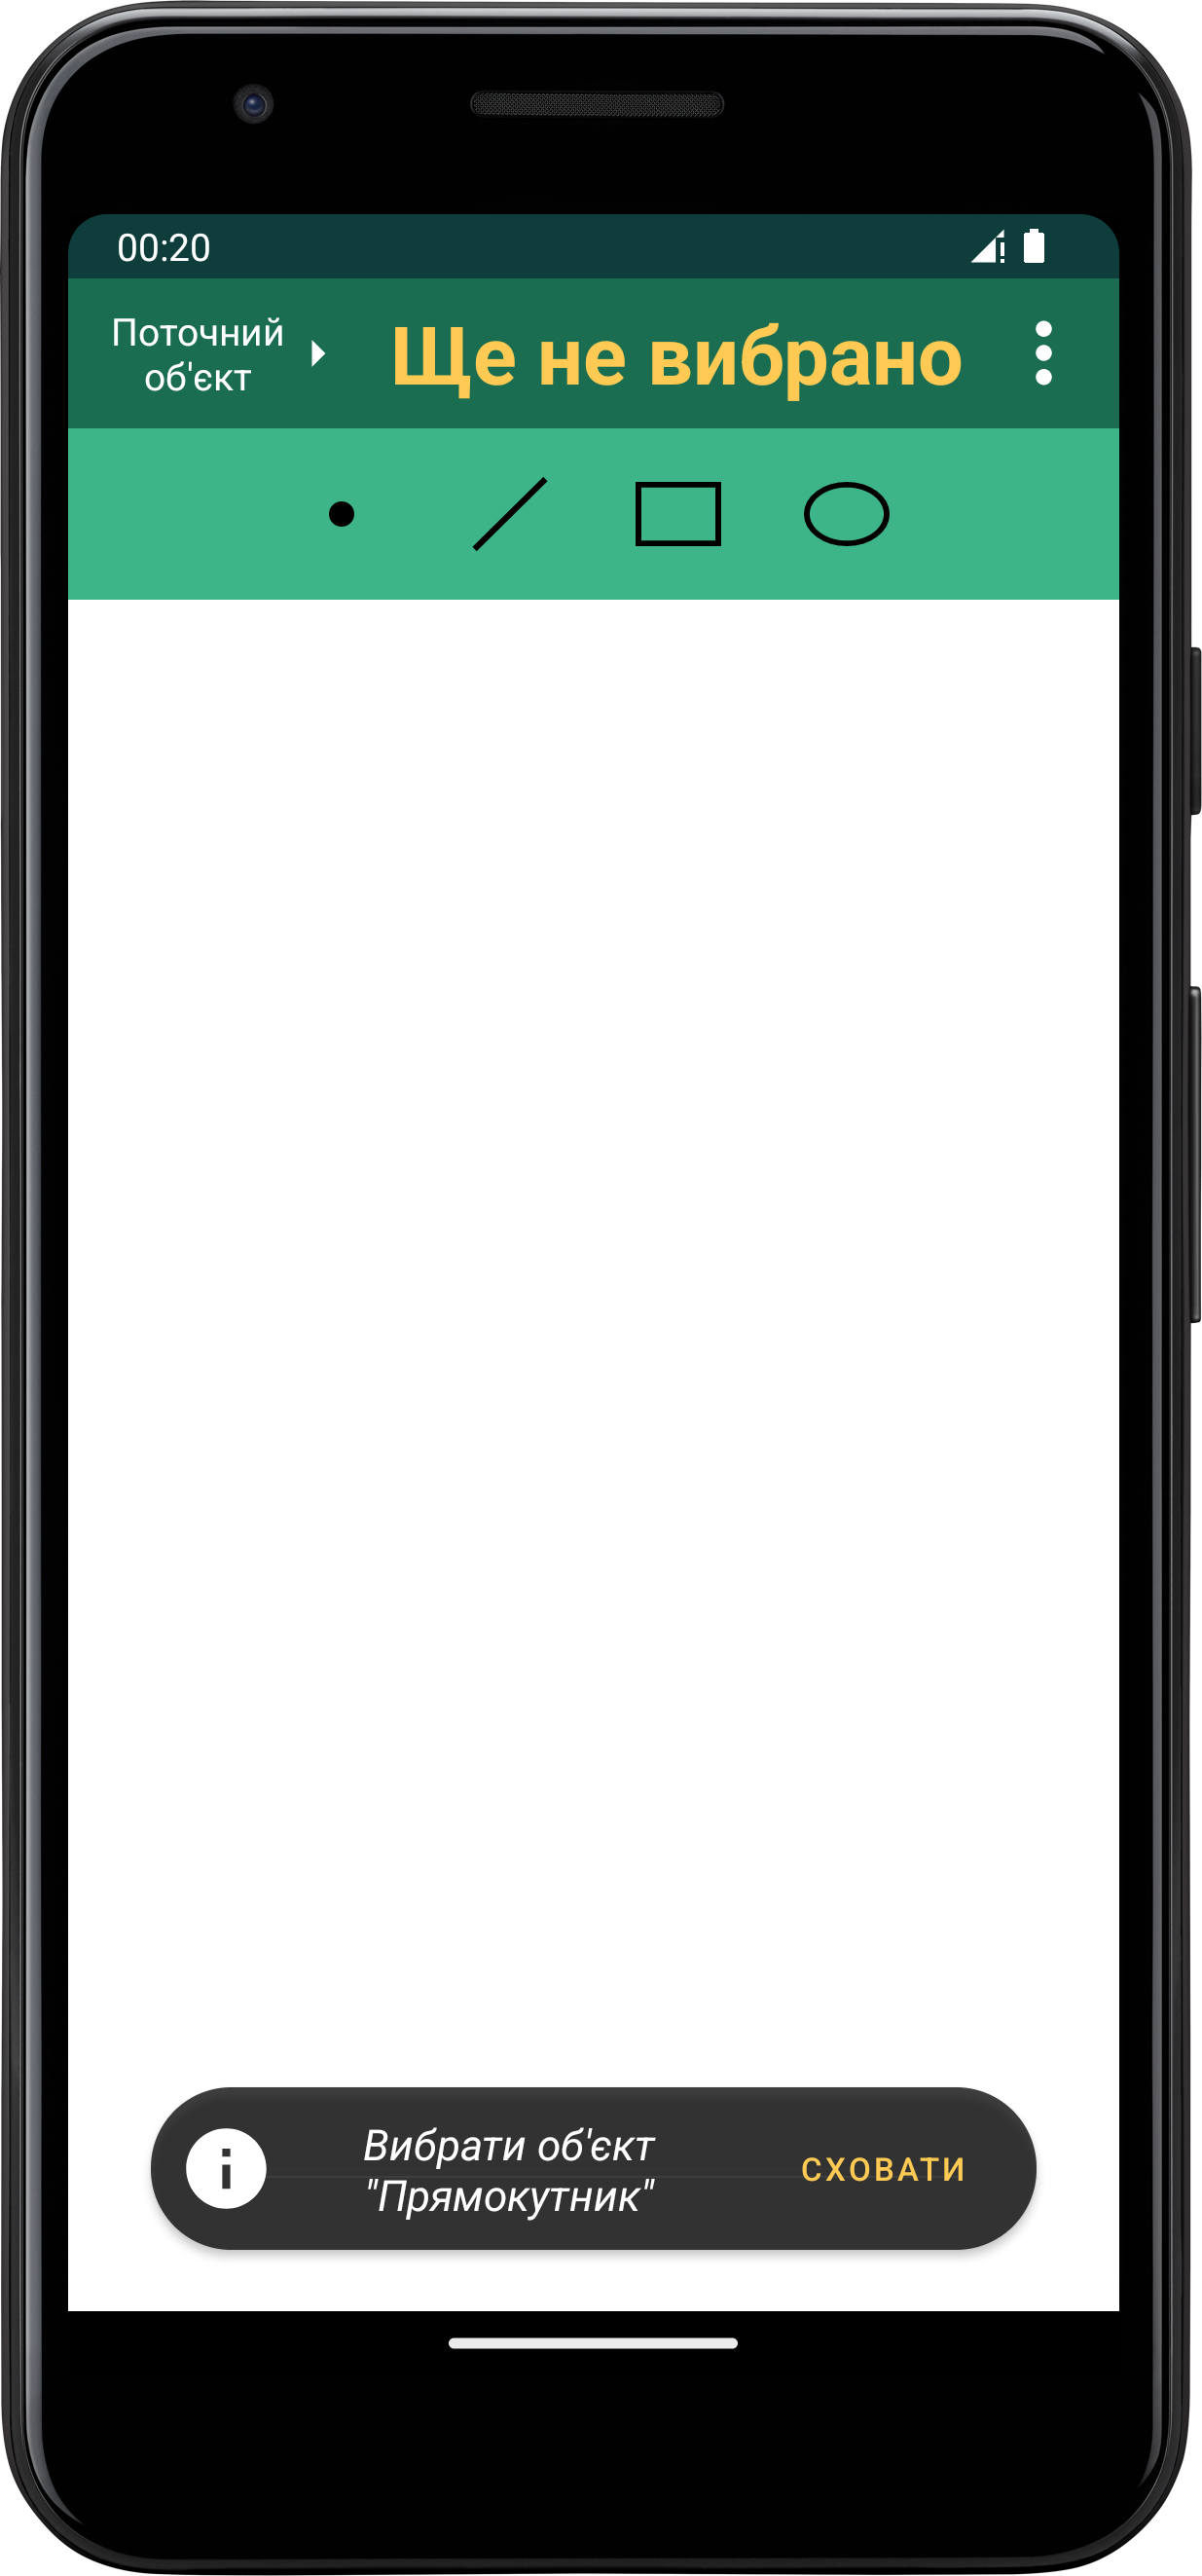 00:20
Поточний
об'єкт
Ще не вибрано
Вибрати об'єкт
"Прямокутник"
СХОВАТИ